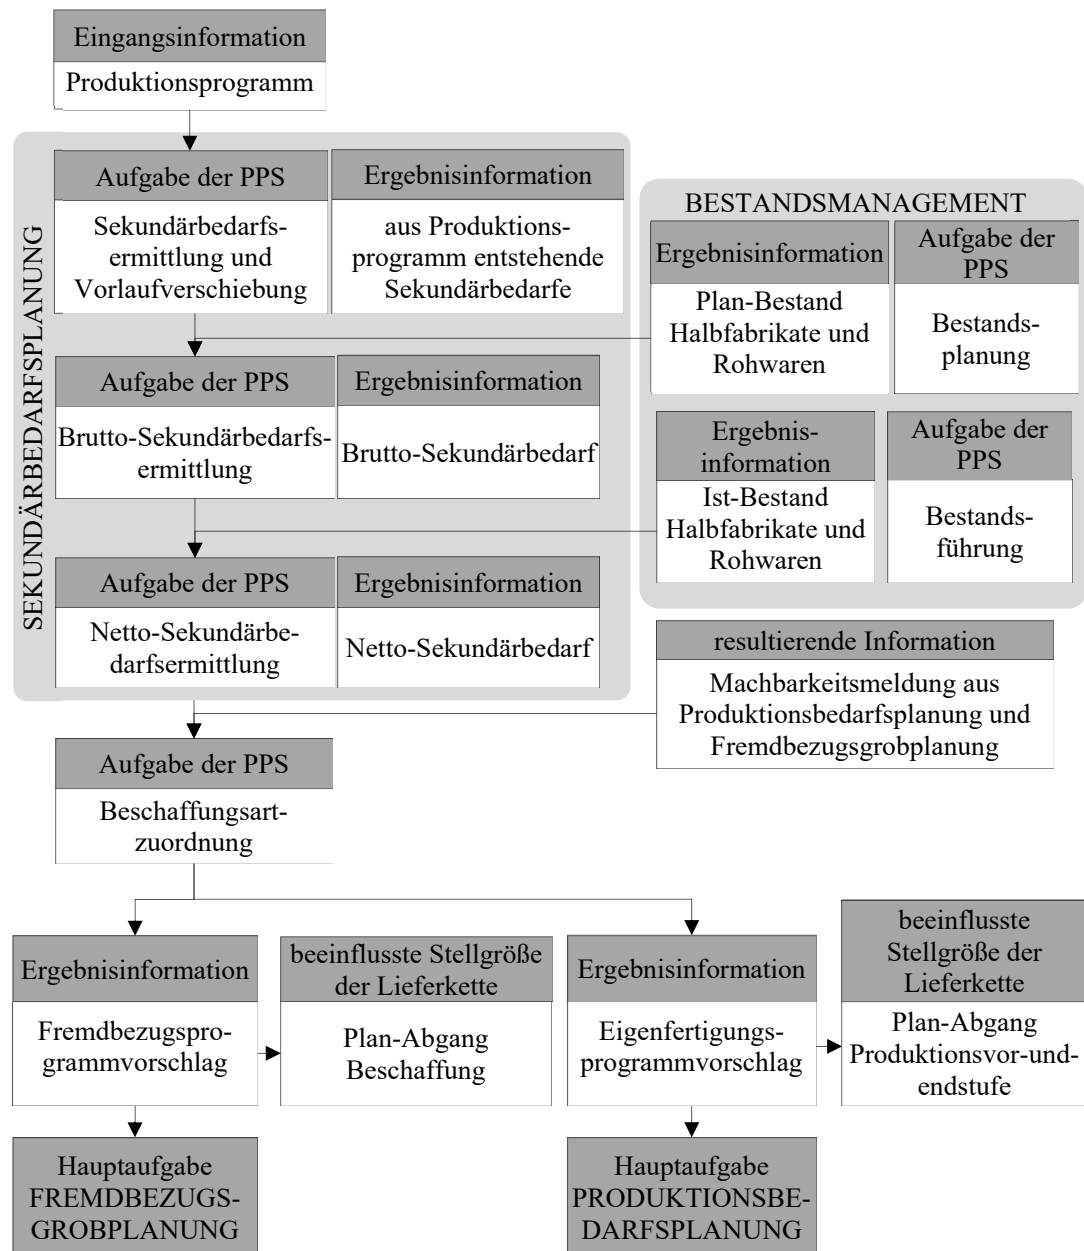 Eingangsinformation
Produktionsprogramm
SEKUNDÄRBEDARFSPLANUNG
Aufgabe der PPS
Sekundärbedarfs-
ermittlung und
Vorlaufverschiebung
Ergebnisinformation
aus Produktions-
programm entstehende
Sekundärbedarfe
BESTANDSMANAGEMENT
Ergebnisinformation
Plan-Bestand
Halbfabrikate und
Rohwaren
Aufgabe der
PPS
Bestands-
planung
Aufgabe der PPS
Brutto-Sekundärbedarfs-
ermittlung
Ergebnisinformation
Brutto-Sekundärbedarf
Ergebnis-
information
Ist-Bestand
Halbfabrikate und
Rohwaren
Aufgabe der
PPS
Bestands-
führung
Aufgabe der PPS
Netto-Sekundärbe-
darfsermittlung
Ergebnisinformation
Netto-Sekundärbedarf
resultierende Information
Machbarkeitsmeldung aus
Produktionsbedarfsplanung und
Fremdbezugsgrobplanung
Aufgabe der PPS
Beschaffungsart-
zuordnung
Ergebnisinformation
Fremdbezugspro-
grammvorschlag
beeinflusste Stellgröße
der Lieferkette
Plan-Abgang
Beschaffung
Ergebnisinformation
Eigenfertigungs-
programmvorschlag
beeinflusste
Stellgröße der
Lieferkette
Plan-Abgang
Produktionsvor-und-
endstufe
Hauptaufgabe
FREMDBEZUGS-
GROBPLANUNG
Hauptaufgabe
PRODUKTIONSBE-
DARFSPLANUNG